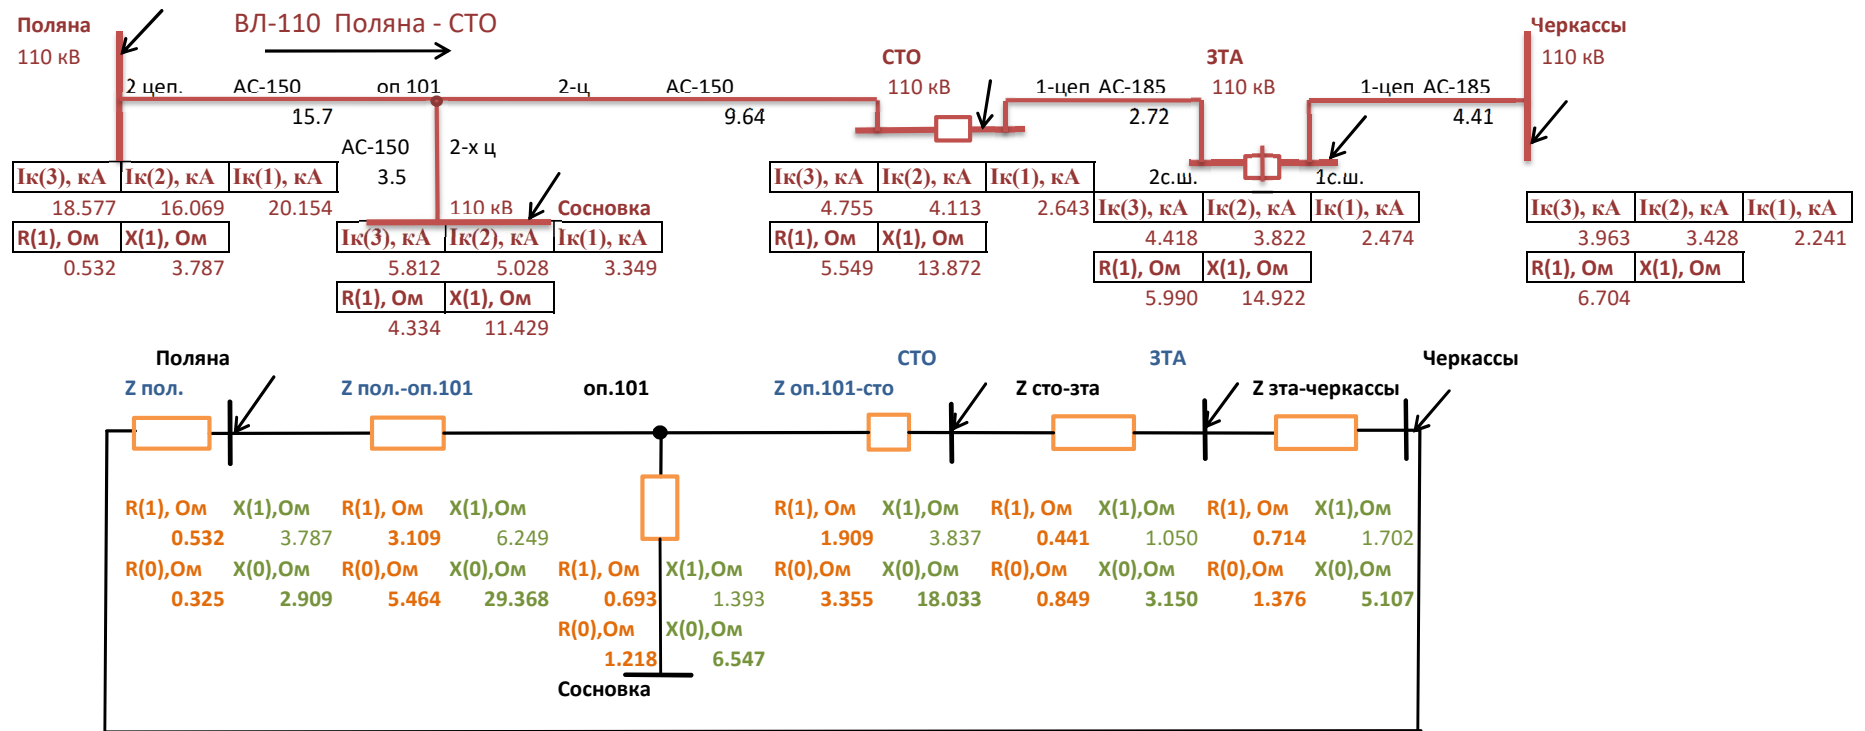 Поляна ВЛ-110 Поляна - СТО Черкассы
110 кВ СТО ЗТА 110 кВ
2 цеп. АС-150 оп 101 2-ц АС-150 110 кВ 1-цеп АС-185 110 кВ 1-цеп АС-185
15.7 9.64 2.72 4.41
АС-150 2-х ц
Iк(3), кА Iк(2), кА Iк(1), кА 3.5 Iк(3), кА Iк(2), кА Iк(1), кА 2с.ш. 1с.ш.
18.577 16.069 20.154 110 кВ Сосновка 4.755 4.113 2.643 Iк(3), кА Iк(2), кА Iк(1), кА Iк(3), кА Iк(2), кА Iк(1), кА
R(1), Ом X(1), Ом Iк(3), кА Iк(2), кА Iк(1), кА R(1), Ом X(1), Ом 4.418 3.822 2.474 3.963 3.428 2.241
0.532 3.787 5.812 5.028 3.349 5.549 13.872 R(1), Ом X(1), Ом R(1), Ом X(1), Ом
R(1), Ом X(1), Ом 5.990 14.922 6.704
4.334 11.429
Поляна СТО ЗТА Черкассы
Z пол. Z пол.-оп.101 оп.101 Z оп.101-сто Z сто-зта Z зта-черкассы
R(1), Ом X(1),Ом R(1), Ом X(1),Ом R(1), Ом X(1),Ом R(1), Ом X(1),Ом R(1), Ом X(1),Ом
0.532 3.787 3.109 6.249 1.909 3.837 0.441 1.050 0.714 1.702
R(0),Ом X(0),Ом R(0),Ом X(0),Ом R(1), Ом X(1),Ом R(0),Ом X(0),Ом R(0),Ом X(0),Ом R(0),Ом X(0),Ом
0.325 2.909 5.464 29.368 0.693 1.393 3.355 18.033 0.849 3.150 1.376 5.107
R(0),Ом X(0),Ом
1.218 6.547
Сосновка